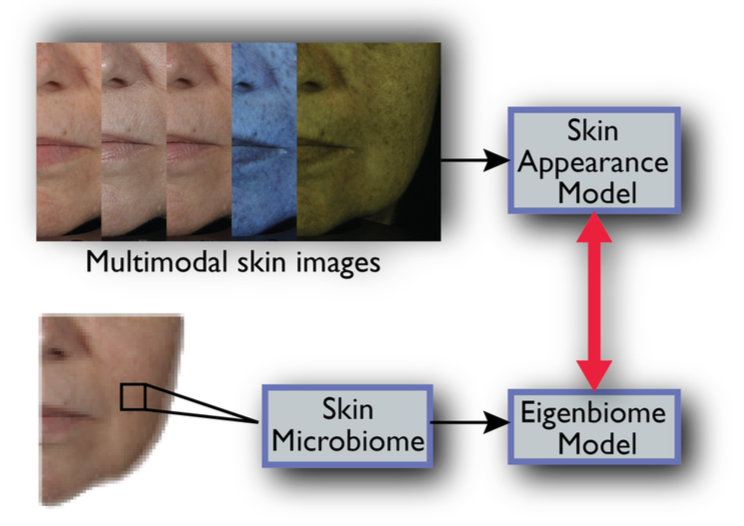 Skin
Appearance
Model
Multimodal skin images
Skin
Microbiome
Eigenbiome
Model